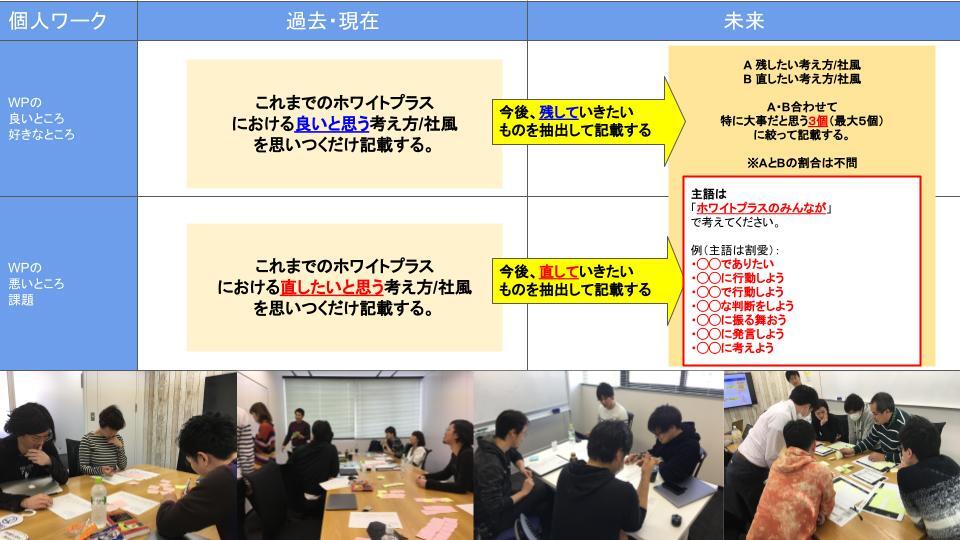 個人ワーク
過去・現在
未来
WPの
良いところ
好きなところ
これまでのホワイトプラス
における良いと思う考え方/社風
を思いつくだけ記載する。
今後、残していきたい
ものを抽出して記載する
A 残したい考え方/社風
B 直したい考え方/社風
A・B合わせて
特に大事だと思う3個（最大5個）
に絞って記載する。
※AとBの割合は不問
WPの
悪いところ
課題
これまでのホワイトプラス
における直したいと思う考え方/社風
を思いつくだけ記載する。
今後、直していきたい
ものを抽出して記載する
主語は
「ホワイトプラスのみんなが」
で考えてください。
例（主語は割愛）：
・◯◯でありたい
・◯◯に行動しよう
・◯◯で行動しよう
・◯◯な判断をしよう
・◯◯に振る舞おう
・◯◯に発言しよう
・◯◯に考えよう